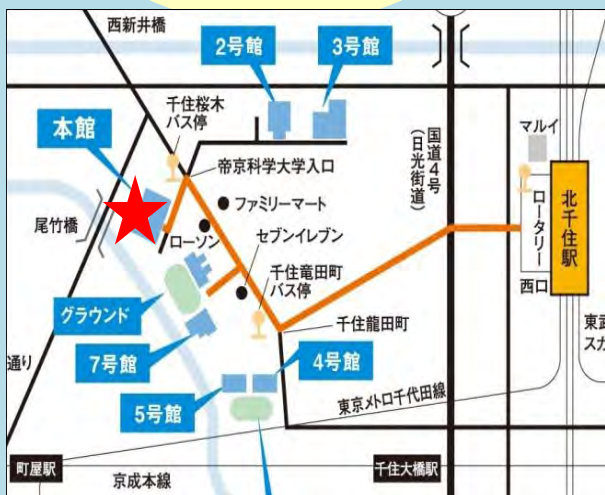 西新井橋
2号館
3号館
千住桜木
バス停
本館
国道4号
(日光街道)
マルイ
帝京科学大学入口
ファミリーマート
尾竹橋
ローソン
セブンイレブン
ロータリー
北千住駅
千住竜田町
バス停
西口
グラウンド
千住龍田町
東武
スカ
通り
7号館
4号館
5号館
東京メトロ千代田線
町屋駅
千住大橋駅
京成本線